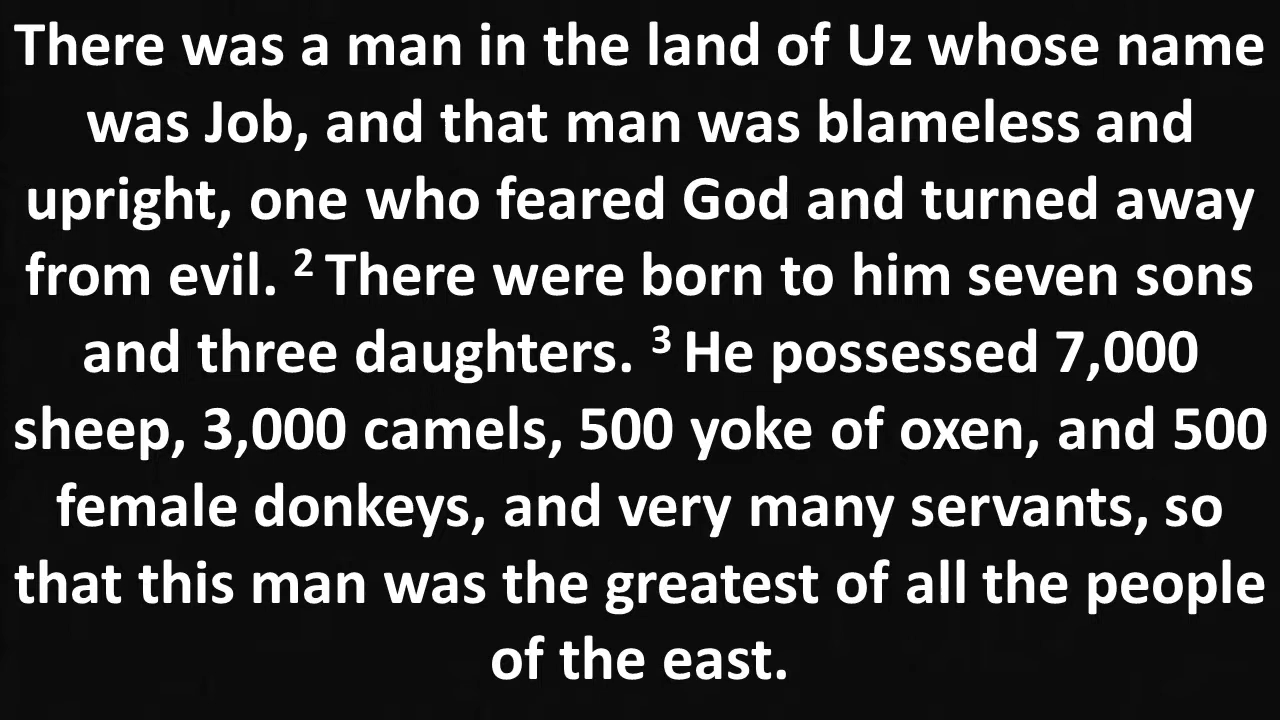 There was a man in the land of Uz whose name
was Job, and that man was blameless and
upright, one who feared God and turned away
from evil. ² There were born to him seven sons
and three daughters. ³ He possessed 7,000
sheep, 3,000 camels, 500 yoke of oxen, and 500
female donkeys, and very many servants, so
that this man was the greatest of all the people
of the east.